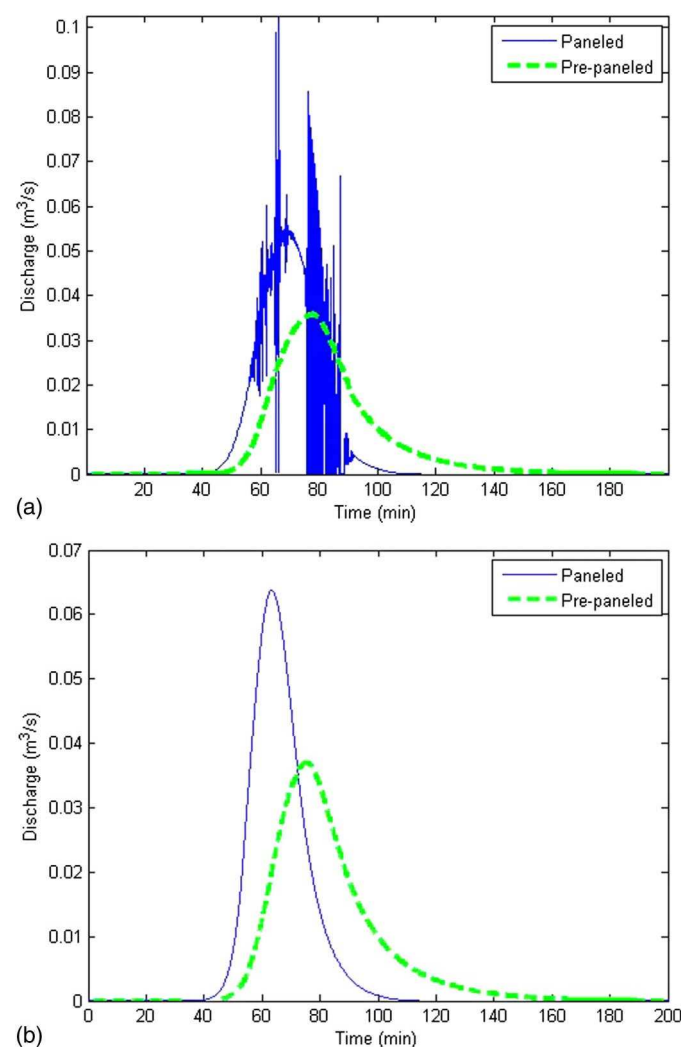 0.1
Paneled
0.09
Pre-paneled
0.08
0.07
0.06
0.05
0.04
0.03
0.02
0.01
0
Discharge (m³/s)
20 40 60 80 100 120 140 160 180
Time (min)
(a)
0.07
Paneled
Pre-paneled
0.06
0.05
0.04
0.03
0.02
0.01
0
Discharge (m³/s)
0 20 40 60 80 100 120 140 160 180 200
Time (min)
(b)